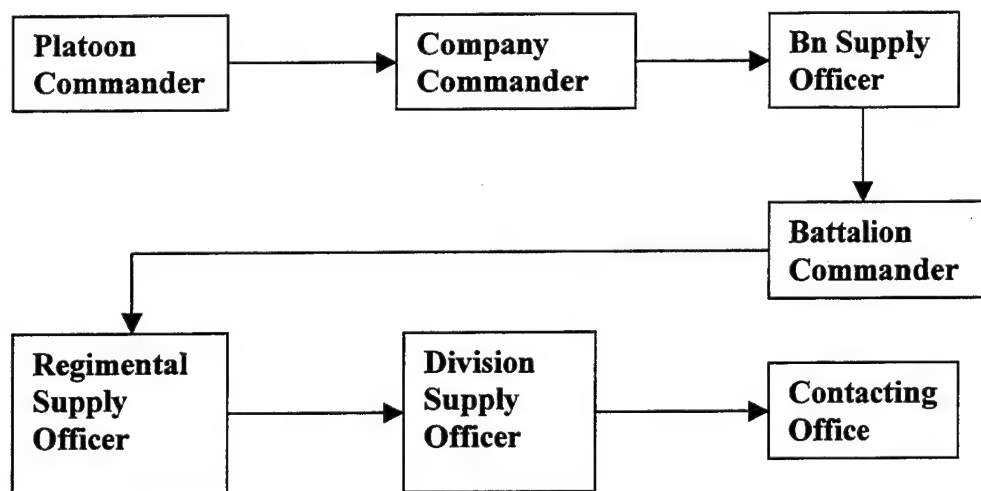 Platoon
Commander
Company
Commander
Bn Supply
Officer
Battalion
Commander
Regimental
Supply
Officer
Division
Supply
Officer
Contacting
Office